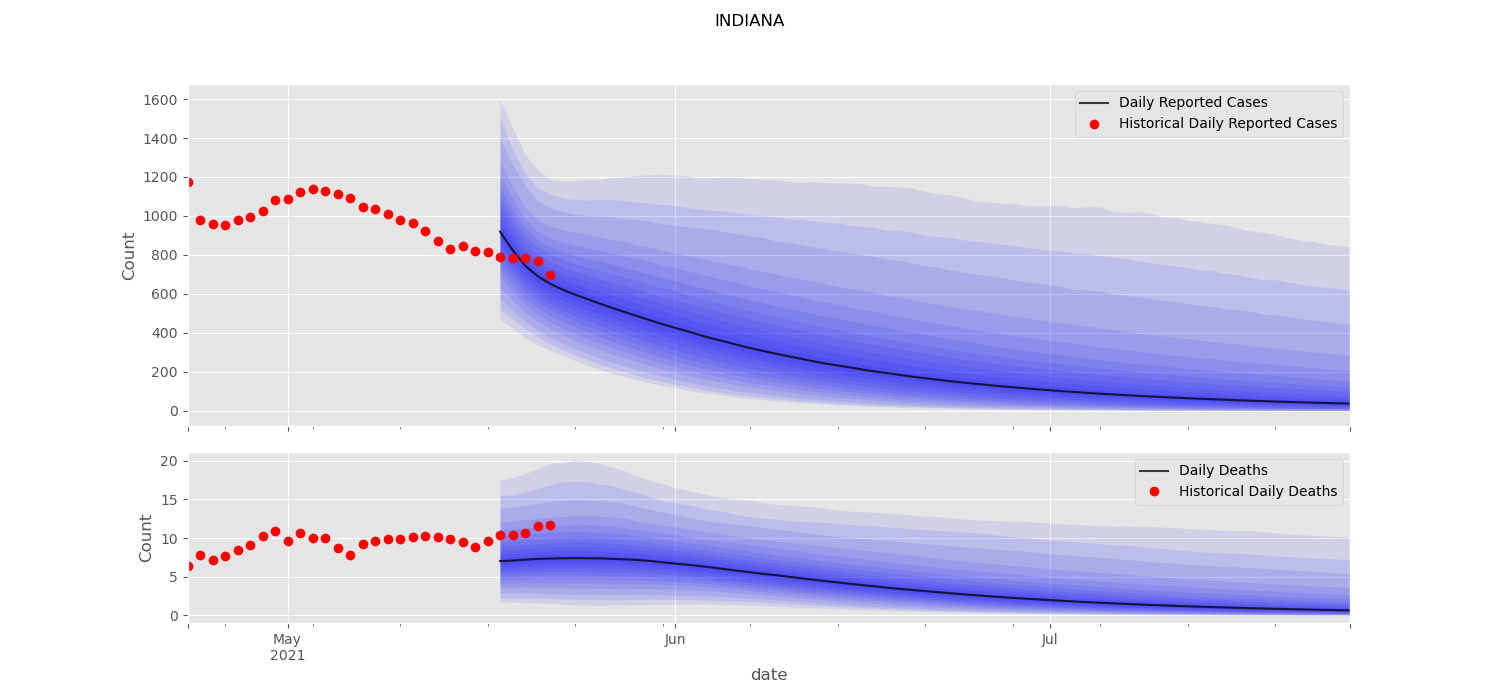 INDIANA
1600
1400
1200
1000
800
600
400
200
0
Count
Daily Reported Cases
Historical Daily Reported Cases
20
15
10
5
0
Count
Daily Deaths
Historical Daily Deaths
May
2021
Jun
Jul
date